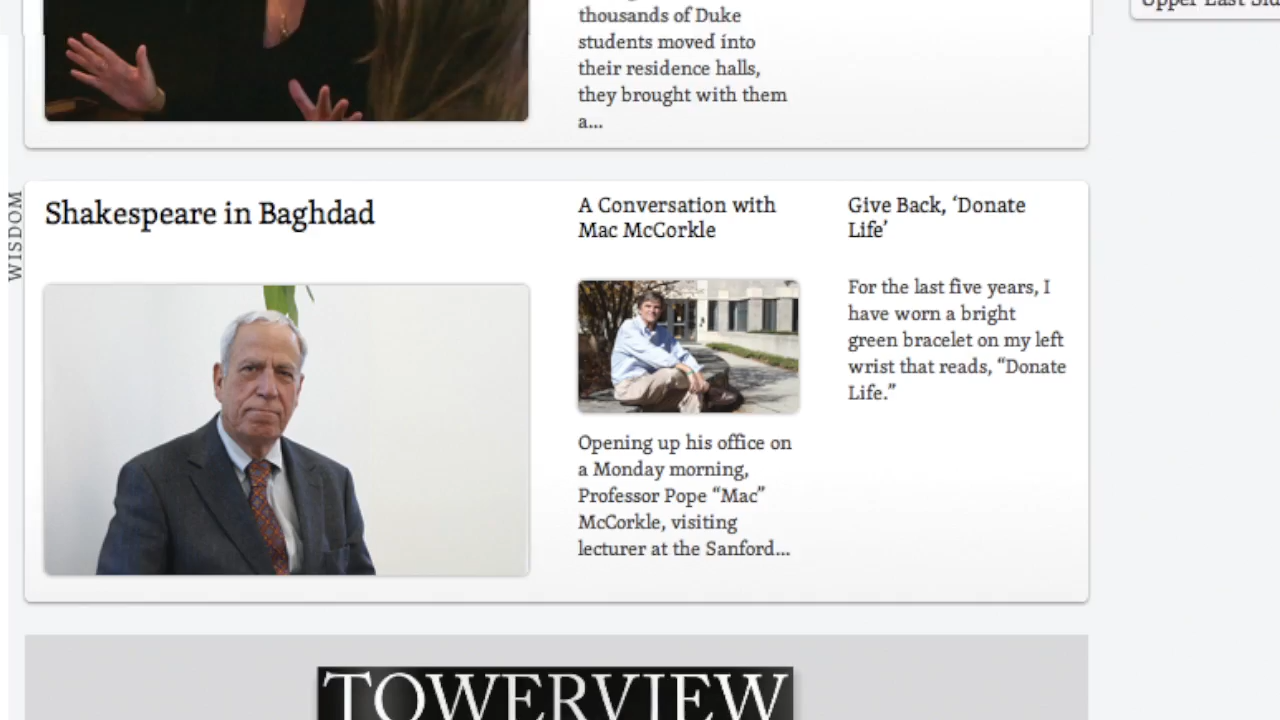 thousands of Duke
students moved into
their residence halls,
they brought with them
a...
WISDOM
Shakespeare in Baghdad
A Conversation with
Mac McCorkle
Opening up his office on
a Monday morning,
Professor Pope “Mac”
McCorkle, visiting
lecturer at the Sanford...
Give Back, ‘Donate
Life’
For the last five years, I
have worn a bright
green bracelet on my left
wrist that reads, “Donate
Life.”
TOWERVIEW